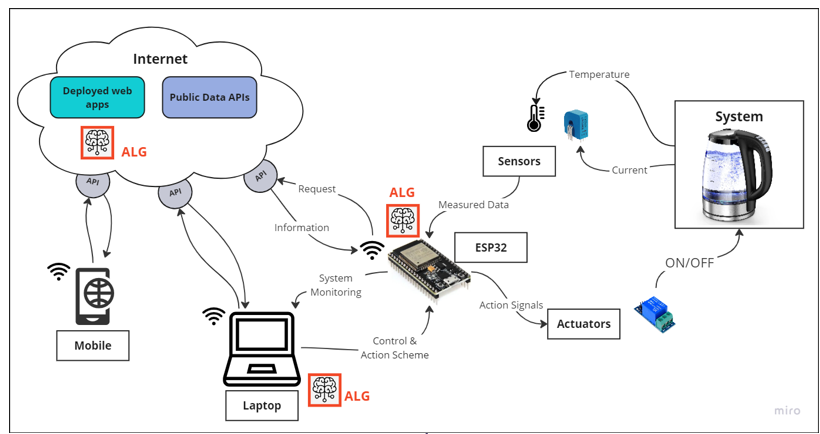 Internet
Deployed web
apps
Public Data APIs
ALG
API
API
API
Request
Information
ALG
Temperature
Current
Sensors
Measured Data
System
ESP32
System
Monitoring
Action Signals
Actuators
ON/OFF
Mobile
Control &
Action Scheme
Laptop
ALG
miro